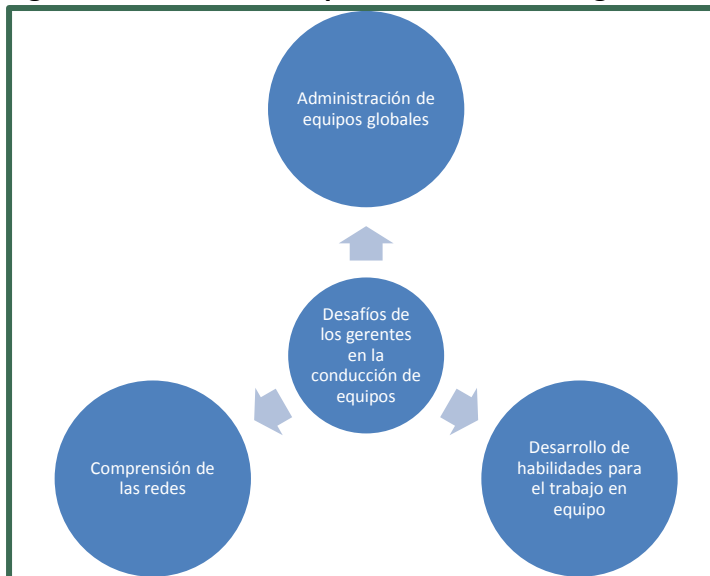 Administración de
equipos globales
Desafíos de
los gerentes
en la
conducción de
equipos
Comprensión de
las redes
Desarrollo de
habilidades para
el trabajo en
equipo